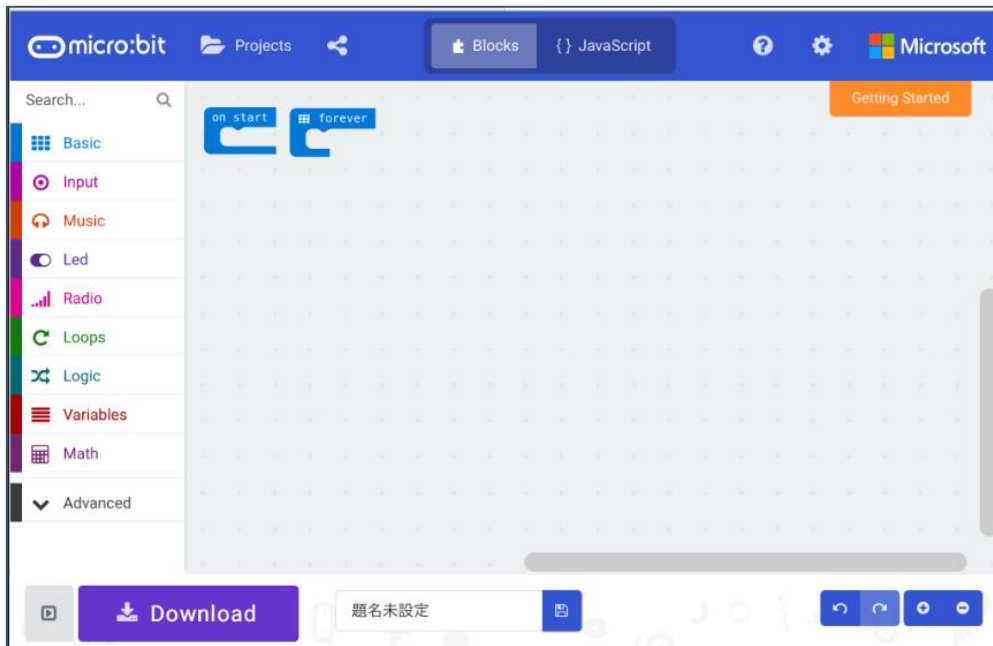 micro:bit Projects Blocks {} JavaScript ? Microsoft
Search...
Getting Started
on start forever
Basic
Input
Music
Led
Radio
Loops
Logic
Variables
Math
Advanced
Download 題名未設定